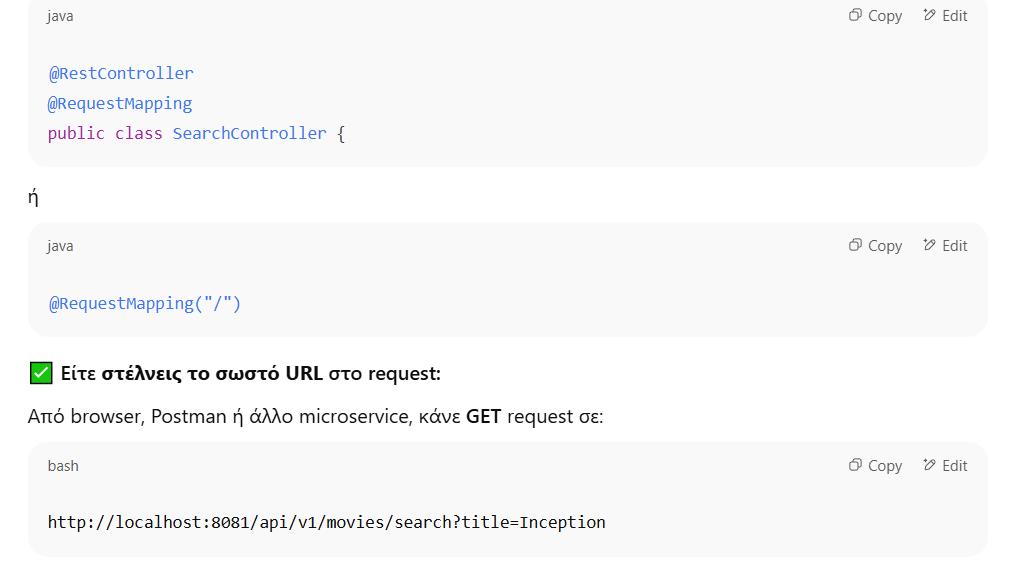 java
Copy Edit
@RestController
@RequestMapping
public class SearchController {
ή
java
Copy Edit
@RequestMapping("/")
✅ Είτε στέλνεις το σωστό URL στο request:
Από browser, Postman ή άλλο microservice, κάνε GET request σε:
bash
Copy Edit
http://localhost:8081/api/v1/movies/search?title=Inception